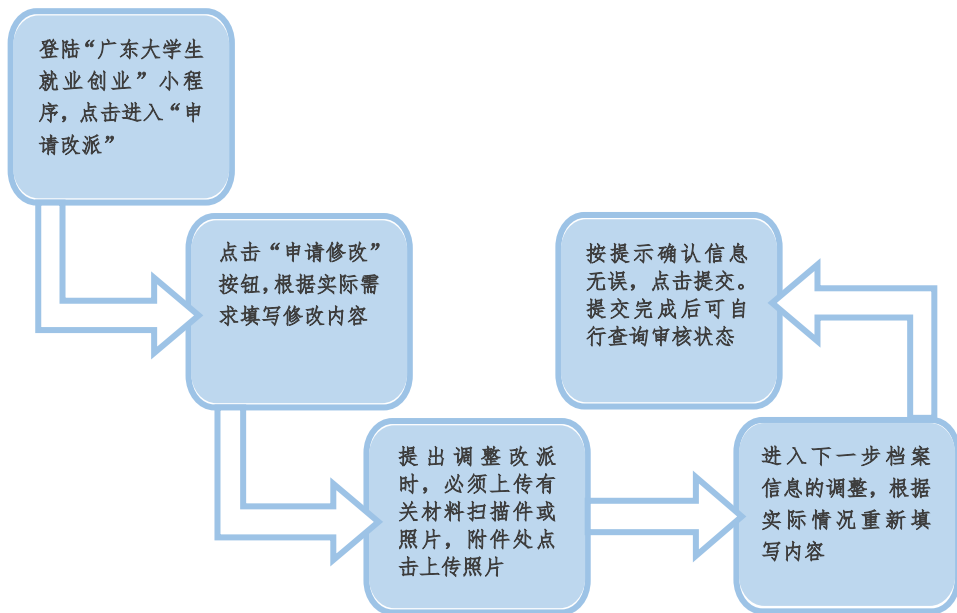 登陆“广东大学生
就业创业”小程
序，点击进入“申
请改派”
点击“申请修改”
按钮，根据实际需
求填写修改内容
提出调整改派
时，必须上传有
关材料扫描件或
照片，附件处点
击上传照片
进入下一步档案
信息的调整，根据
实际情况重新填
写内容
按提示确认信息
无误，点击提交。
提交完成后可自
行查询审核状态